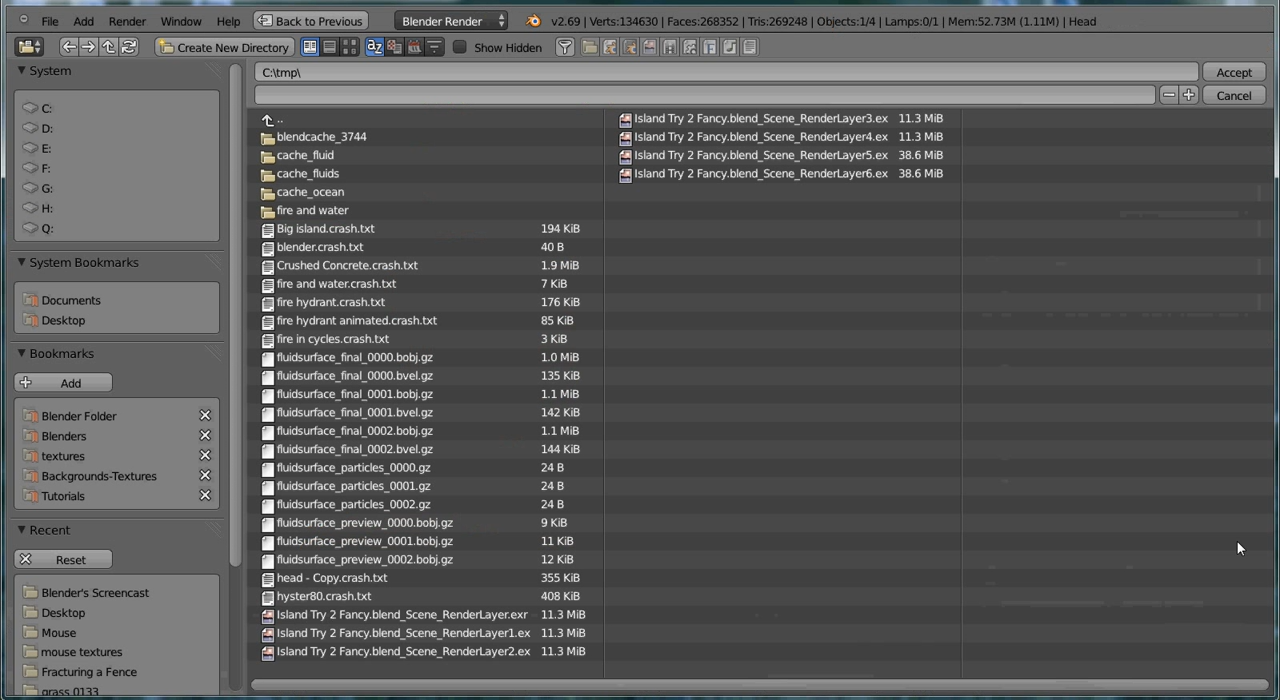 File Add Render Window Help Back to Previous Blender Render v2.69 | Verts:134630 | Faces:268352 | Tris:269248 | Objects:1/4 | Lamps:0/1 | Mem:52.73M (1.11M) | Head
Create New Directory Show Hidden
System
C:
D:
E:
F:
G:
H:
Q:
System Bookmarks
Documents
Desktop
Bookmarks
Add
Blender Folder
Blenders
textures
Backgrounds-Textures
Tutorials
Recent
Reset
Blender's Screencast
Desktop
Mouse
mouse textures
Fracturing a Fence
grass 0133
C:\tmp\ Accept
Cancel
..
blendcache_3744
cache_fluid
cache_fluids
cache_ocean
fire and water
Big island.crash.txt 194 KiB
blender.crash.txt 40 B
Crushed Concrete.crash.txt 1.9 MiB
fire and water.crash.txt 7 KiB
fire hydrant.crash.txt 176 KiB
fire hydrant animated.crash.txt 85 KiB
fire in cycles.crash.txt 3 KiB
fluidsurface_final_0000.bobj.gz 1.0 MiB
fluidsurface_final_0000.bvel.gz 135 KiB
fluidsurface_final_0001.bobj.gz 1.1 MiB
fluidsurface_final_0001.bvel.gz 142 KiB
fluidsurface_final_0002.bobj.gz 1.1 MiB
fluidsurface_final_0002.bvel.gz 144 KiB
fluidsurface_particles_0000.gz 24 B
fluidsurface_particles_0001.gz 24 B
fluidsurface_particles_0002.gz 24 B
fluidsurface_preview_0000.bobj.gz 9 KiB
fluidsurface_preview_0001.bobj.gz 11 KiB
fluidsurface_preview_0002.bobj.gz 12 KiB
head - Copy.crash.txt 355 KiB
hyster80.crash.txt 408 KiB
Island Try 2 Fancy.blend_Scene_RenderLayer.exr 11.3 MiB
Island Try 2 Fancy.blend_Scene_RenderLayer1.ex 11.3 MiB
Island Try 2 Fancy.blend_Scene_RenderLayer2.ex 11.3 MiB
Island Try 2 Fancy.blend_Scene_RenderLayer3.ex 11.3 MiB
Island Try 2 Fancy.blend_Scene_RenderLayer4.ex 11.3 MiB
Island Try 2 Fancy.blend_Scene_RenderLayer5.ex 38.6 MiB
Island Try 2 Fancy.blend_Scene_RenderLayer6.ex 38.6 MiB